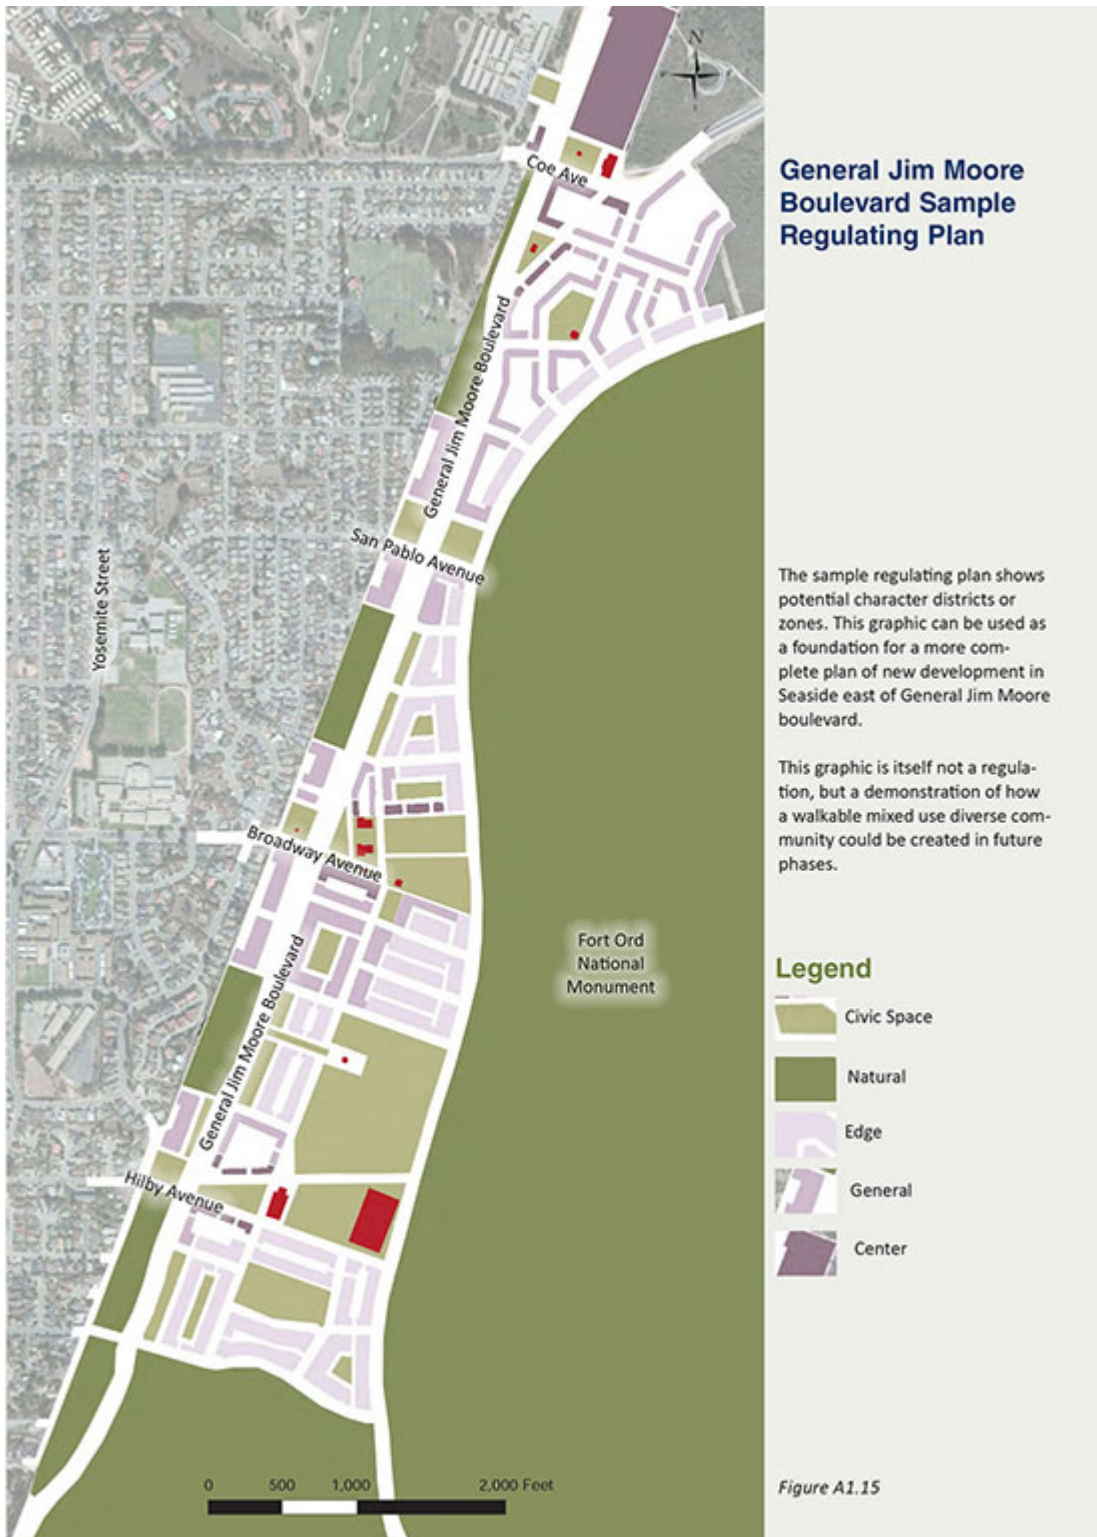 General Jim Moore
Boulevard Sample
Regulating Plan
N
Coe Ave
General Jim Moore Boulevard
San Pablo Avenue
Yosemite Street
Broadway Avenue
General Jim Moore Boulevard
Hilby Avenue
Fort Ord
National
Monument
The sample regulating plan shows
potential character districts or
zones. This graphic can be used as
a foundation for a more com-
plete plan of new development in
Seaside east of General Jim Moore
boulevard.
This graphic is itself not a regula-
tion, but a demonstration of how
a walkable mixed use diverse com-
munity could be created in future
phases.
Legend
Civic Space
Natural
Edge
General
Center
0 500 1,000 2,000 Feet
Figure A1.15